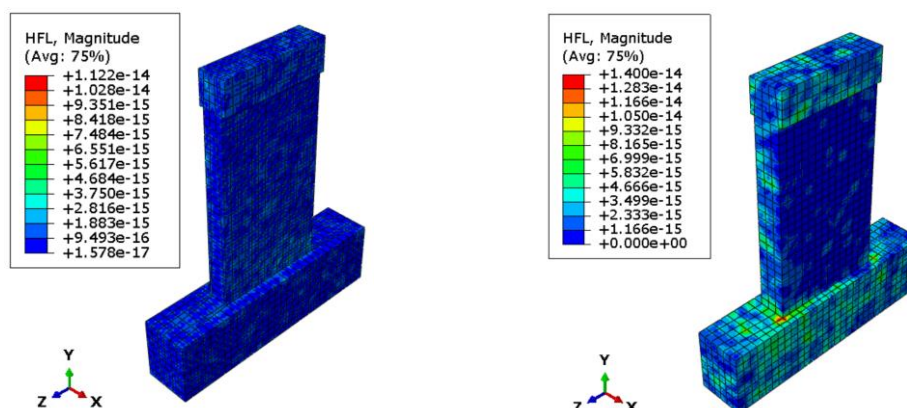 HFL, Magnitude
(Avg: 75%)
+1.122e-14
+1.028e-14
+9.351e-15
+8.418e-15
+7.484e-15
+6.551e-15
+5.617e-15
+4.684e-15
+3.750e-15
+2.816e-15
+1.883e-15
+9.493e-16
+1.578e-17
Y
Z
X
HFL, Magnitude
(Avg: 75%)
+1.400e-14
+1.283e-14
+1.166e-14
+1.050e-14
+9.332e-15
+8.165e-15
+6.999e-15
+5.832e-15
+4.666e-15
+3.499e-15
+2.333e-15
+1.166e-15
+0.000e+00
Y
Z
X